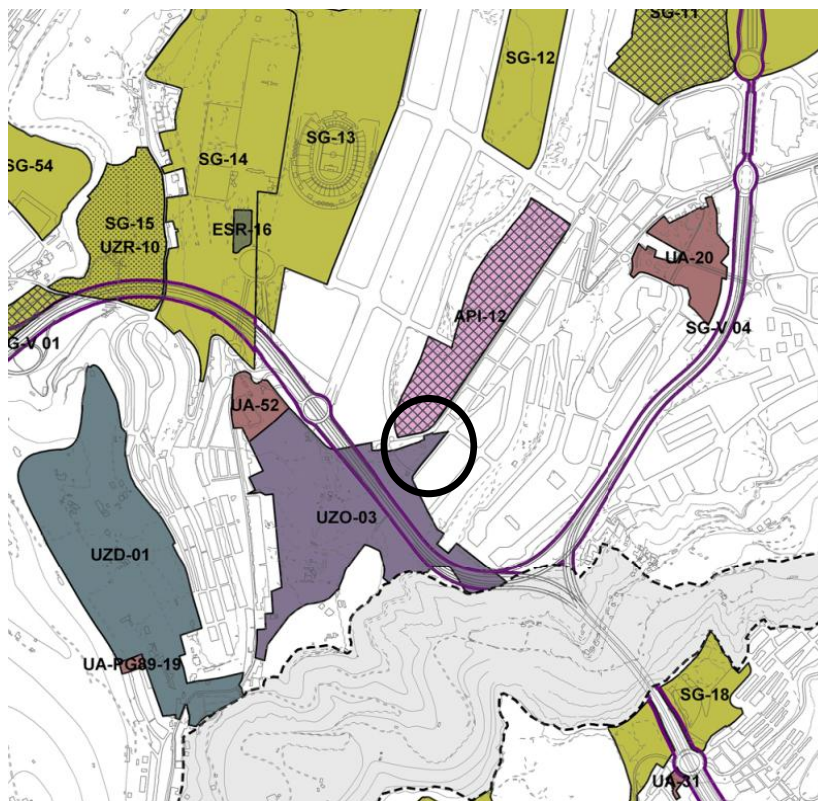 SG-11
SG-12
SG-13
SG-14
SG-54
SG-15
UZR-10
ESR-16
UA-20
API-12
SG-V 04
G-V 01
UA-52
UZO-03
UZD-01
UA-PG89-19
SG-18
UA-31